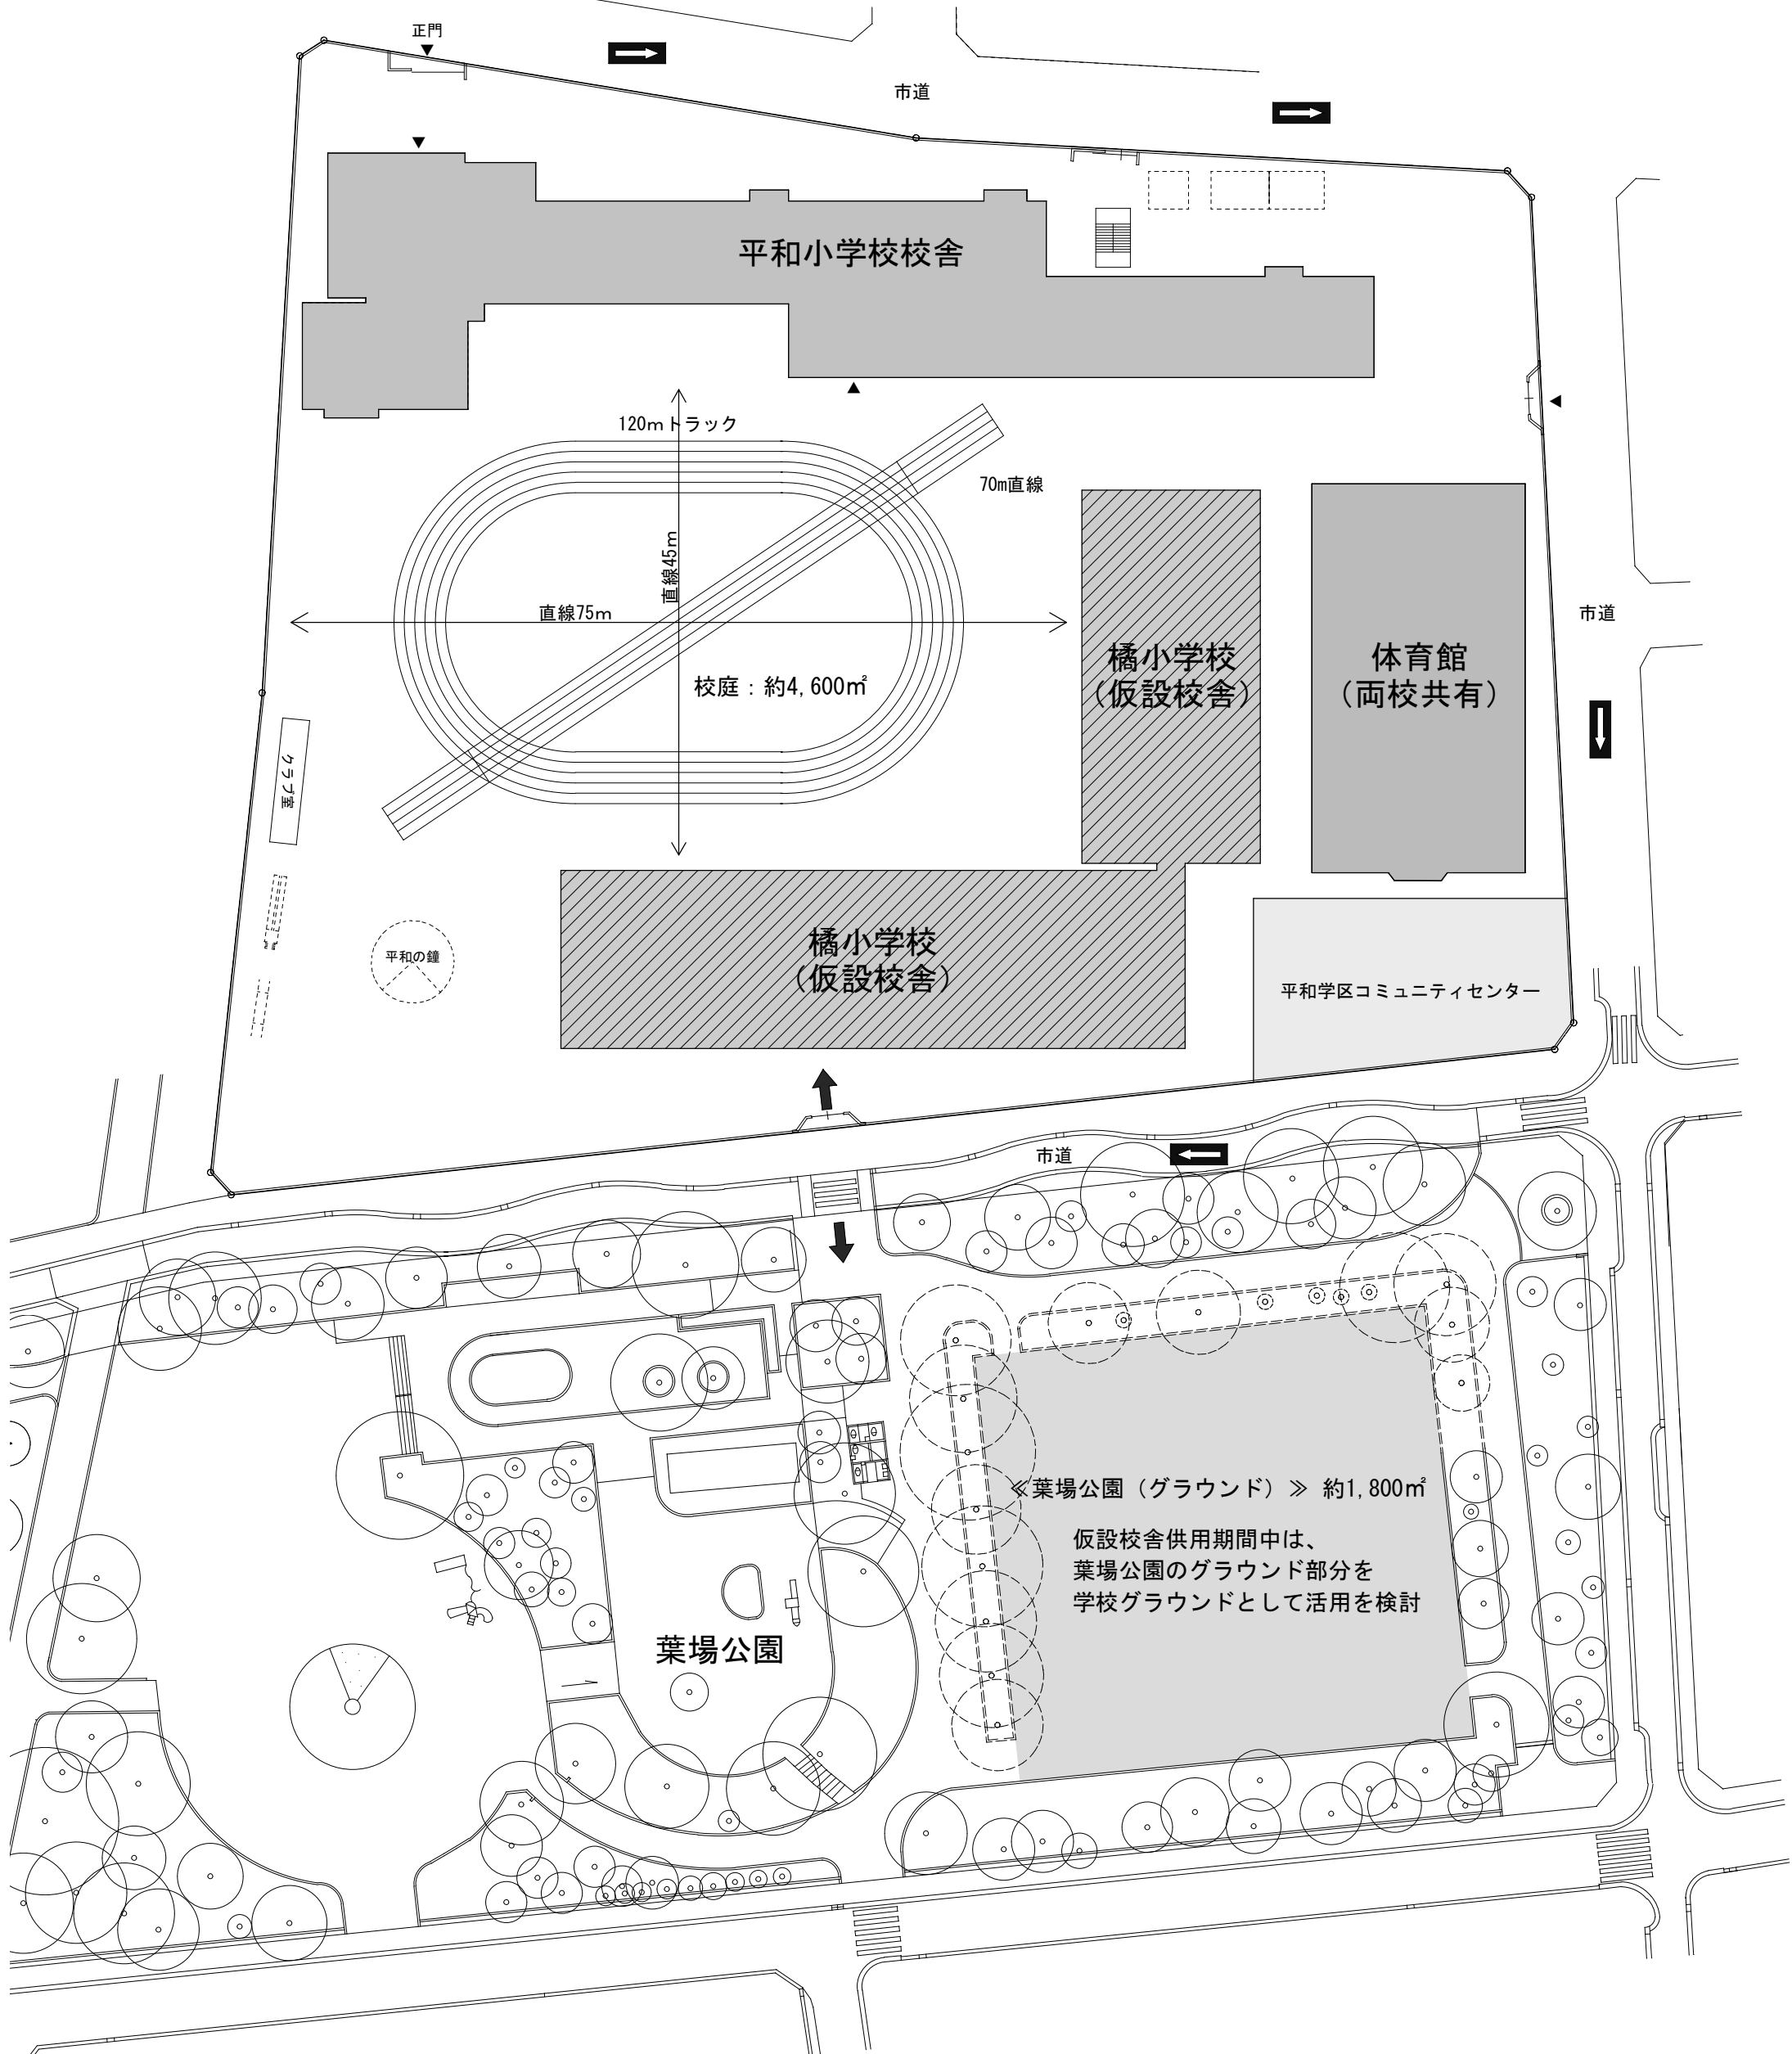 正門
市道
平和小学校校舎
120mトラック
70m直線
直線45m
直線75m
市道
橘小学校
(仮設校舎)
体育館
(両校共有)
校庭：約4,600㎡
クラブ室
橘小学校
(仮設校舎)
平和の鐘
平和学区コミュニティセンター
市道
≪葉場公園（グラウンド）≫ 約1,800㎡
仮設校舎供用期間中は、
葉場公園のグラウンド部分を
学校グラウンドとして活用を検討
葉場公園